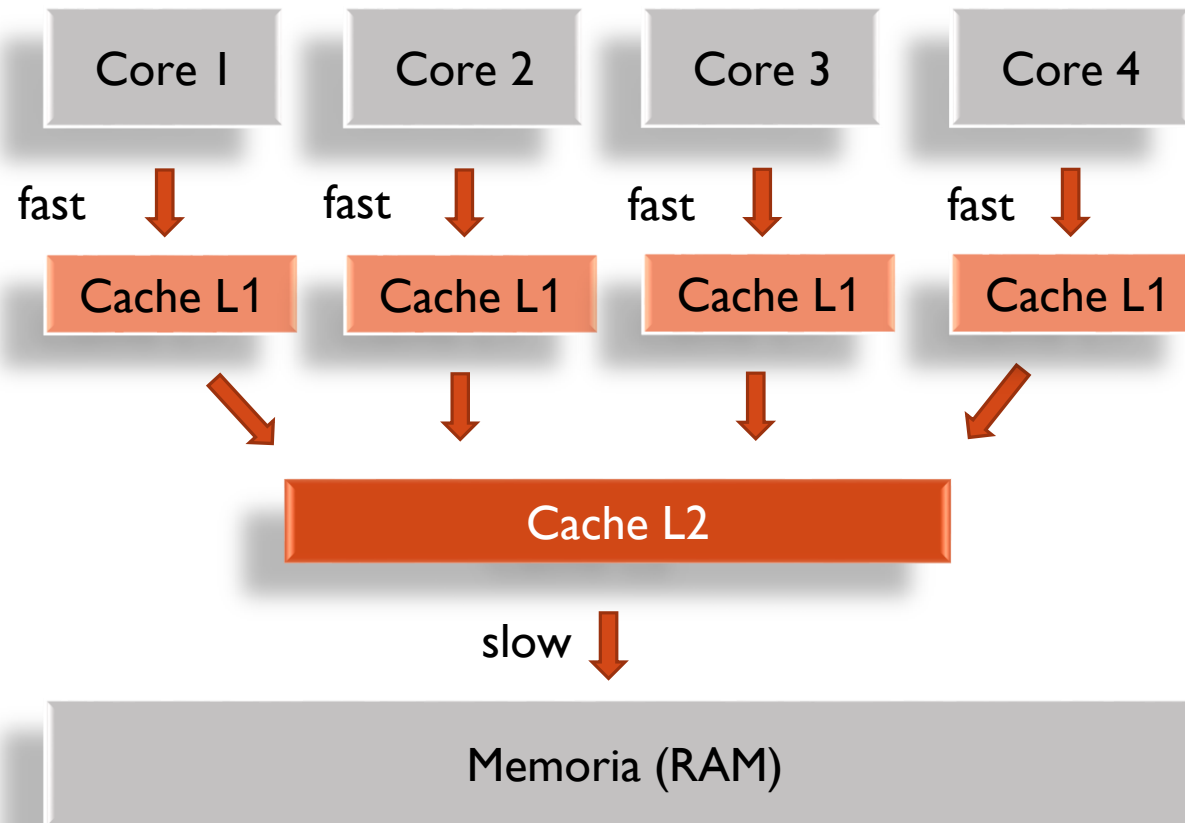 Core 1 Core 2 Core 3 Core 4
fast fast fast fast
Cache L1 Cache L1 Cache L1 Cache L1
Cache L2
slow
Memoria (RAM)